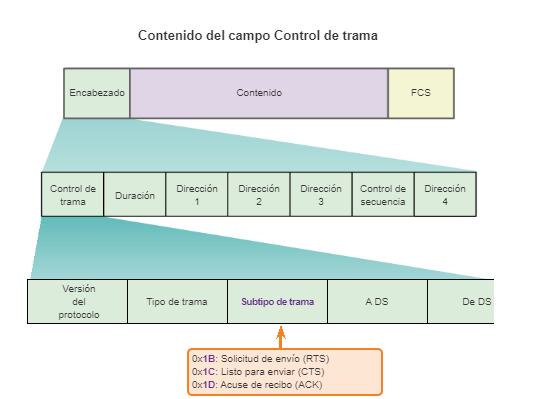 Contenido del campo Control de trama
Encabezado
Contenido
FCS
Control de
trama
Duración
Dirección
1
Dirección
2
Dirección
3
Control de
secuencia
Dirección
4
Versión
del
protocolo
Tipo de trama
Subtipo de trama
A DS
De DS
0x1B: Solicitud de envío (RTS)
0x1C: Listo para enviar (CTS)
0x1D: Acuse de recibo (ACK)